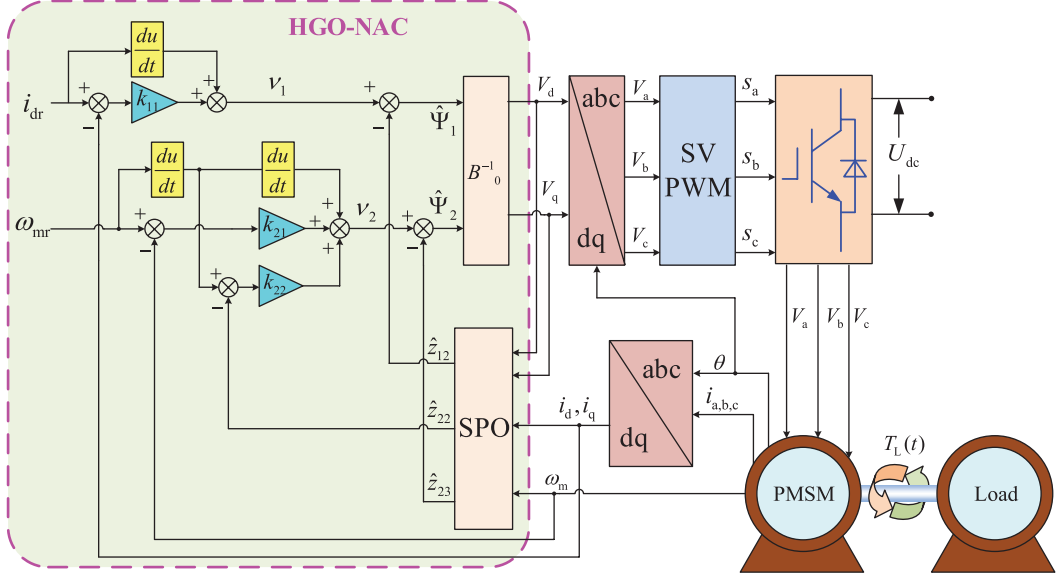 HGO-NAC
du
dt
i_dr
k_11
ν_1
Ψ̂_1
B^-1_0
V_d
abc
dq
V_a
SV
PWM
s_a
U_dc
du
dt
du
dt
ω_mr
k_21
ν_2
Ψ̂_2
V_q
V_b
s_b
V_c
s_c
k_22
V_a
V_b
V_c
ẑ_12
SPO
abc
dq
θ
i_a,b,c
ẑ_22
i_d, i_q
ẑ_23
ω_m
PMSM
T_L(t)
Load